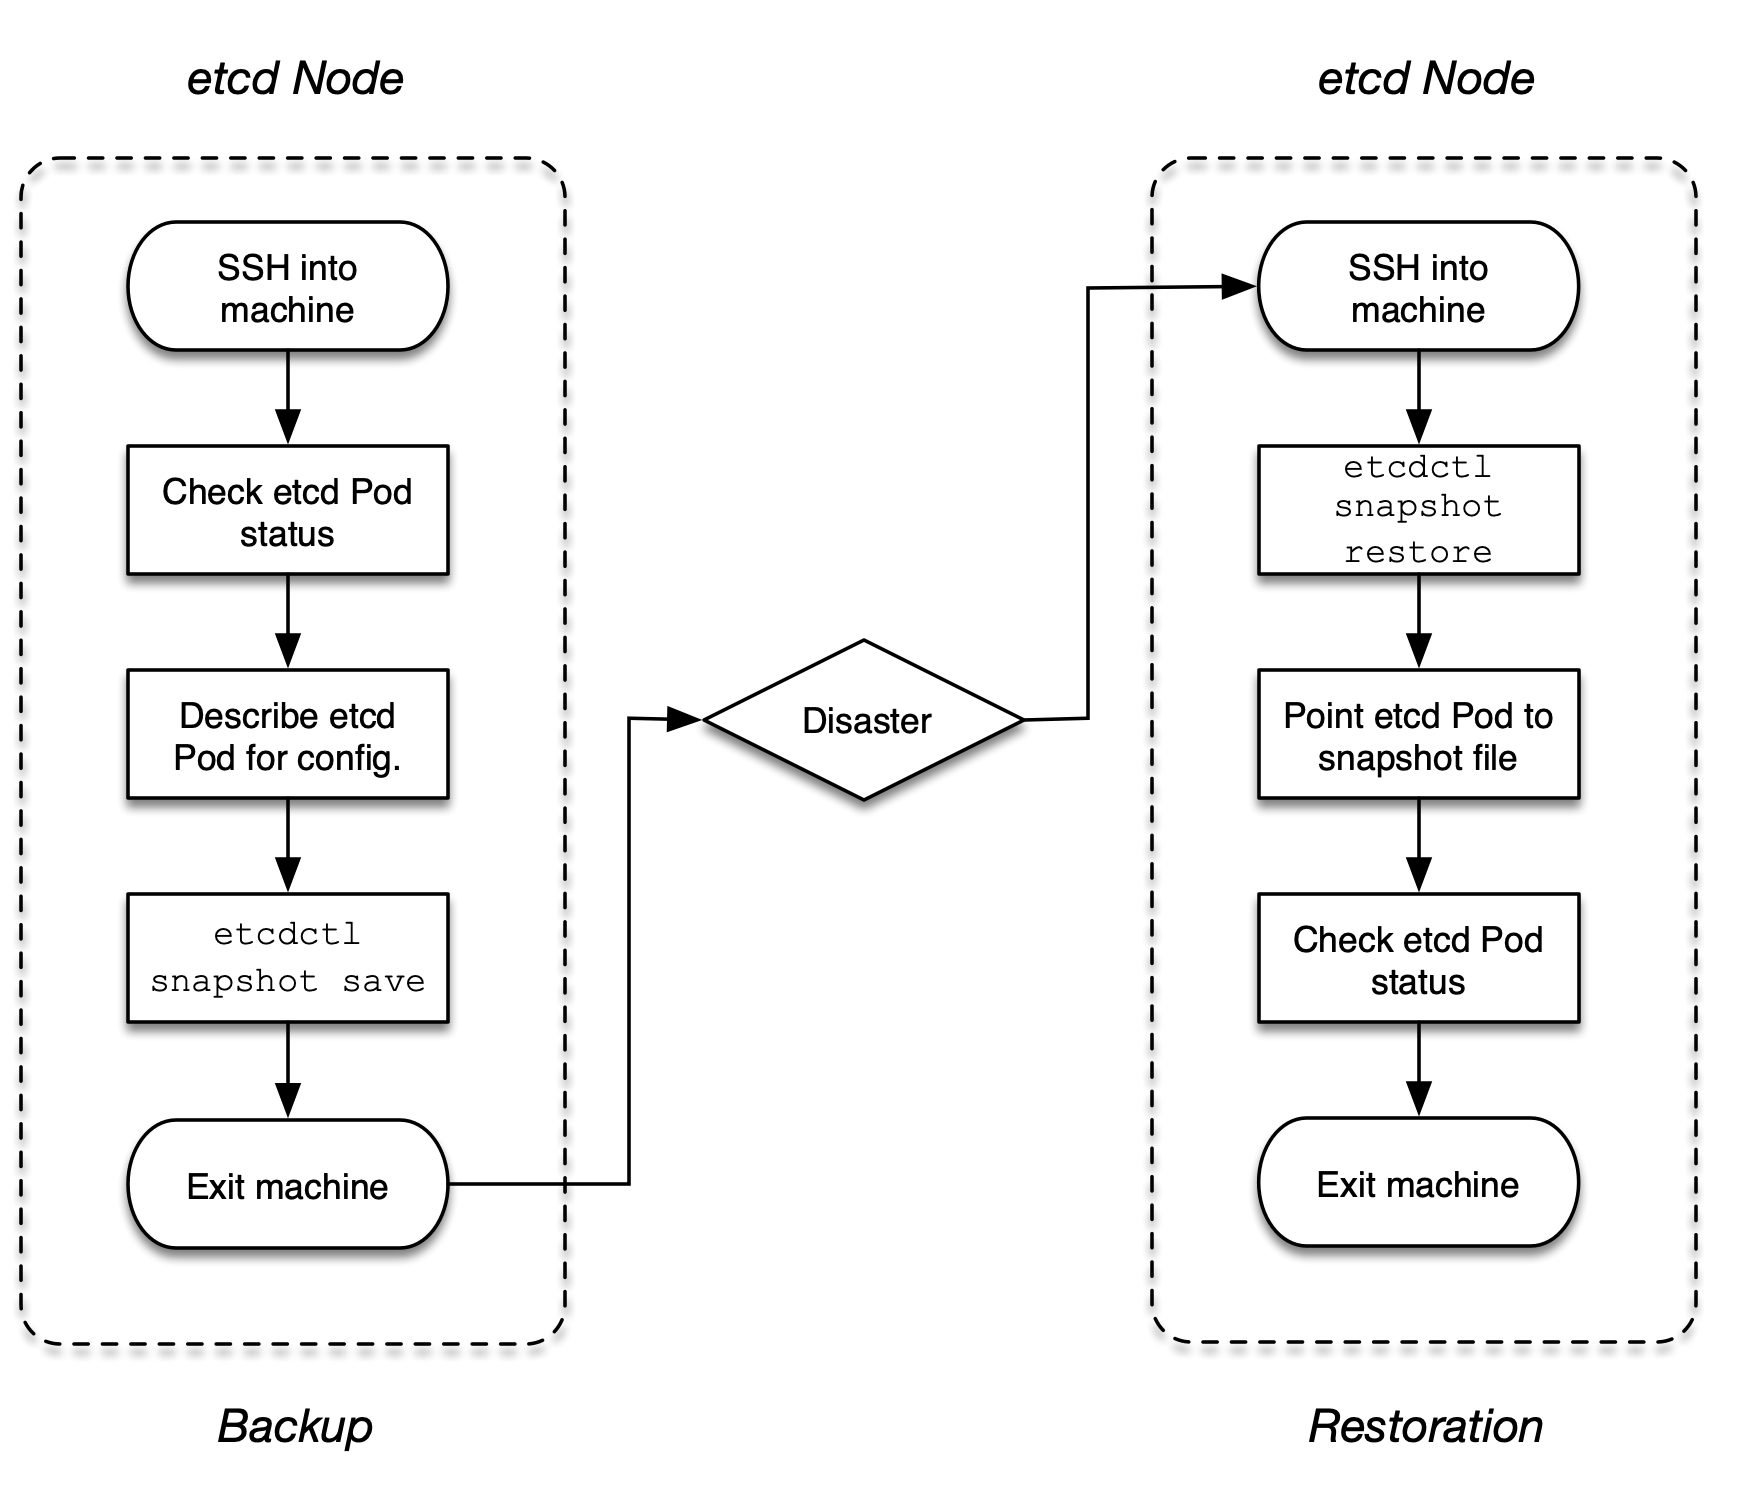 etcd Node
SSH into
machine
Check etcd Pod
status
Describe etcd
Pod for config.
etcdctl
snapshot save
Exit machine
Backup
Disaster
etcd Node
SSH into
machine
etcdctl
snapshot
restore
Point etcd Pod to
snapshot file
Check etcd Pod
status
Exit machine
Restoration